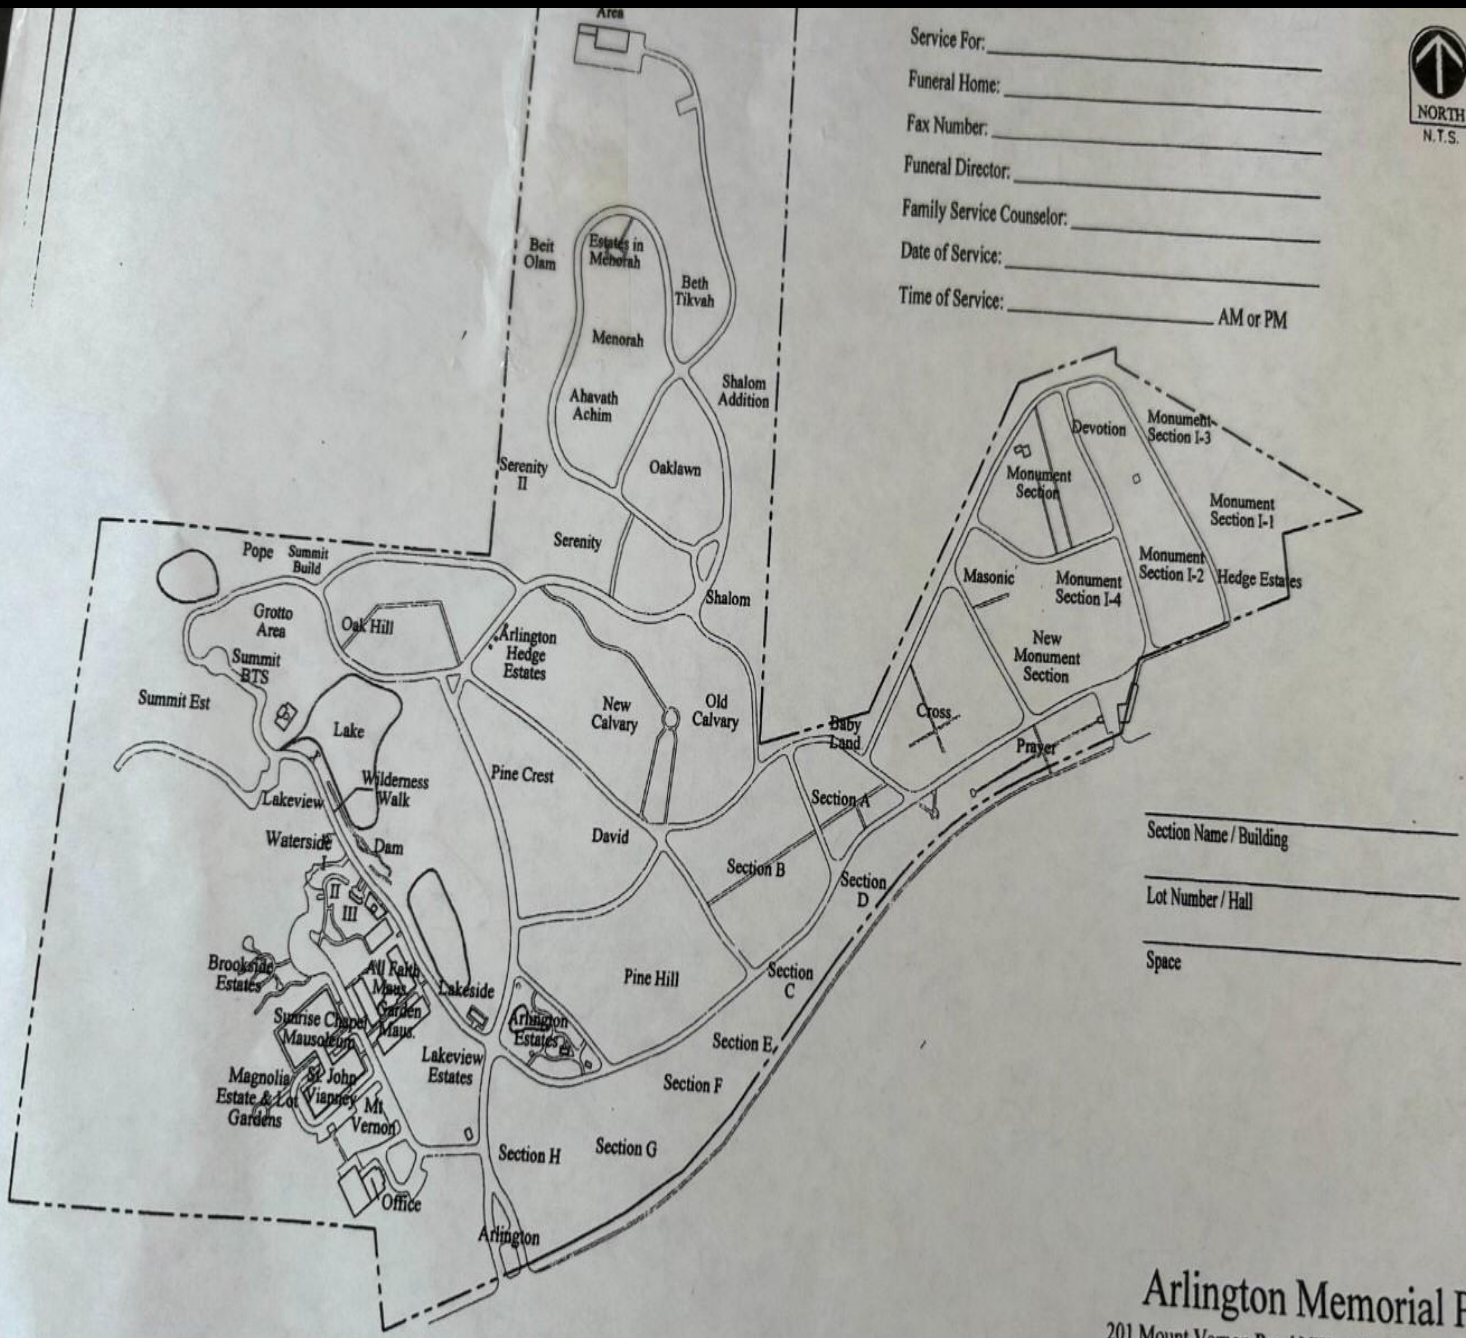 Area
Service For:
Funeral Home:
Fax Number:
Funeral Director:
Family Service Counselor:
Date of Service:
Time of Service: AM or PM
NORTH
N.T.S.
Beit
Olam
Estates in
Menorah
Beth
Tikvah
Menorah
Ahavath
Achim
Shalom
Addition
Serenity
II
Oaklawn
Serenity
Shalom
Devotion
Monument
Section I-3
Monument
Section
Monument
Section I-1
Masonic
Monument
Section I-4
Monument
Section I-2
Hedge Estates
New
Monument
Section
Pope
Summit
Build
Grotto
Area
Oak Hill
Summit
BTS
Summit Est
Arlington
Hedge
Estates
Lake
New
Calvary
Old
Calvary
Baby
Land
Cross
Prayer
Pine Crest
Wilderness
Walk
Lakeview
Section A
Waterside
I
Dam
David
Section B
Section
D
II
III
Brookside
Estates
All Faith
Maus.
Garden
Maus.
Lakeside
Pine Hill
Section
C
Sunrise Chapel
Mausoleum
Arlington
Estates
Section E
Lakeview
Estates
Section F
Magnolia
Estate & Lot
Gardens
St. John
Vianney
Mt
Vernon
Section H
Section G
Office
Arlington
Section Name / Building
Lot Number / Hall
Space
Arlington Memorial
201 Mount Vernon